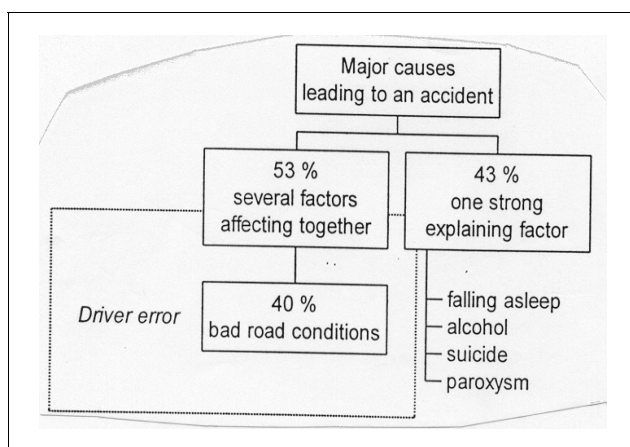 Major causes
leading to an accident
53 %
several factors
affecting together
43 %
one strong
explaining factor
Driver error
40 %
bad road conditions
falling asleep
alcohol
suicide
paroxysm